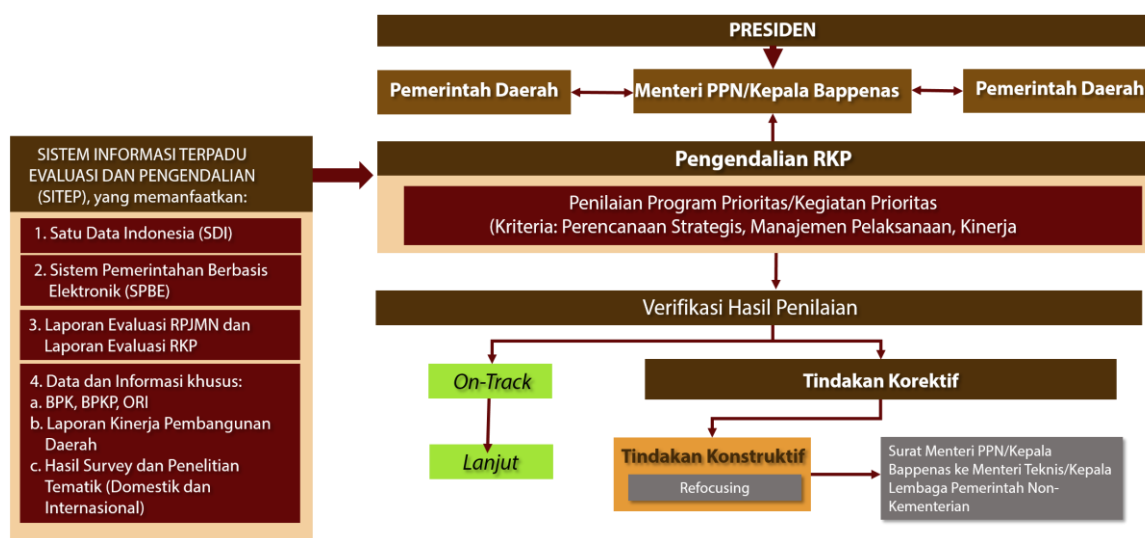 PRESIDEN
Pemerintah Daerah
Menteri PPN/Kepala Bappenas
Pemerintah Daerah
SISTEM INFORMASI TERPADU
EVALUASI DAN PENGENDALIAN
(SITEP), yang memanfaatkan:
1. Satu Data Indonesia (SDI)
2. Sistem Pemerintahan Berbasis
Elektronik (SPBE)
3. Laporan Evaluasi RPJMN dan
Laporan Evaluasi RKP
4. Data dan Informasi khusus:
a. BPK, BPKP, ORI
b. Laporan Kinerja Pembangunan
Daerah
c. Hasil Survey dan Penelitian
Tematik (Domestik dan
Internasional)
Pengendalian RKP
Penilaian Program Prioritas/Kegiatan Prioritas
(Kriteria: Perencanaan Strategis, Manajemen Pelaksanaan, Kinerja
Verifikasi Hasil Penilaian
On-Track
Lanjut
Tindakan Korektif
Tindakan Konstruktif
Refocusing
Surat Menteri PPN/Kepala
Bappenas ke Menteri Teknis/Kepala
Lembaga Pemerintah Non-
Kementerian